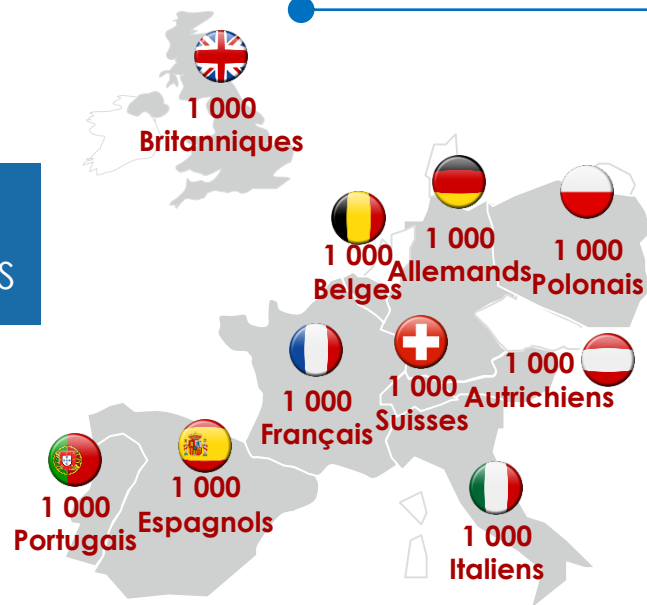 1 000
Britanniques
S
1 000
Belges
1 000
Allemands
1 000
Polonais
1 000
Français
1 000
Suisses
1 000
Autrichiens
1 000
Portugais
1 000
Espagnols
1 000
Italiens